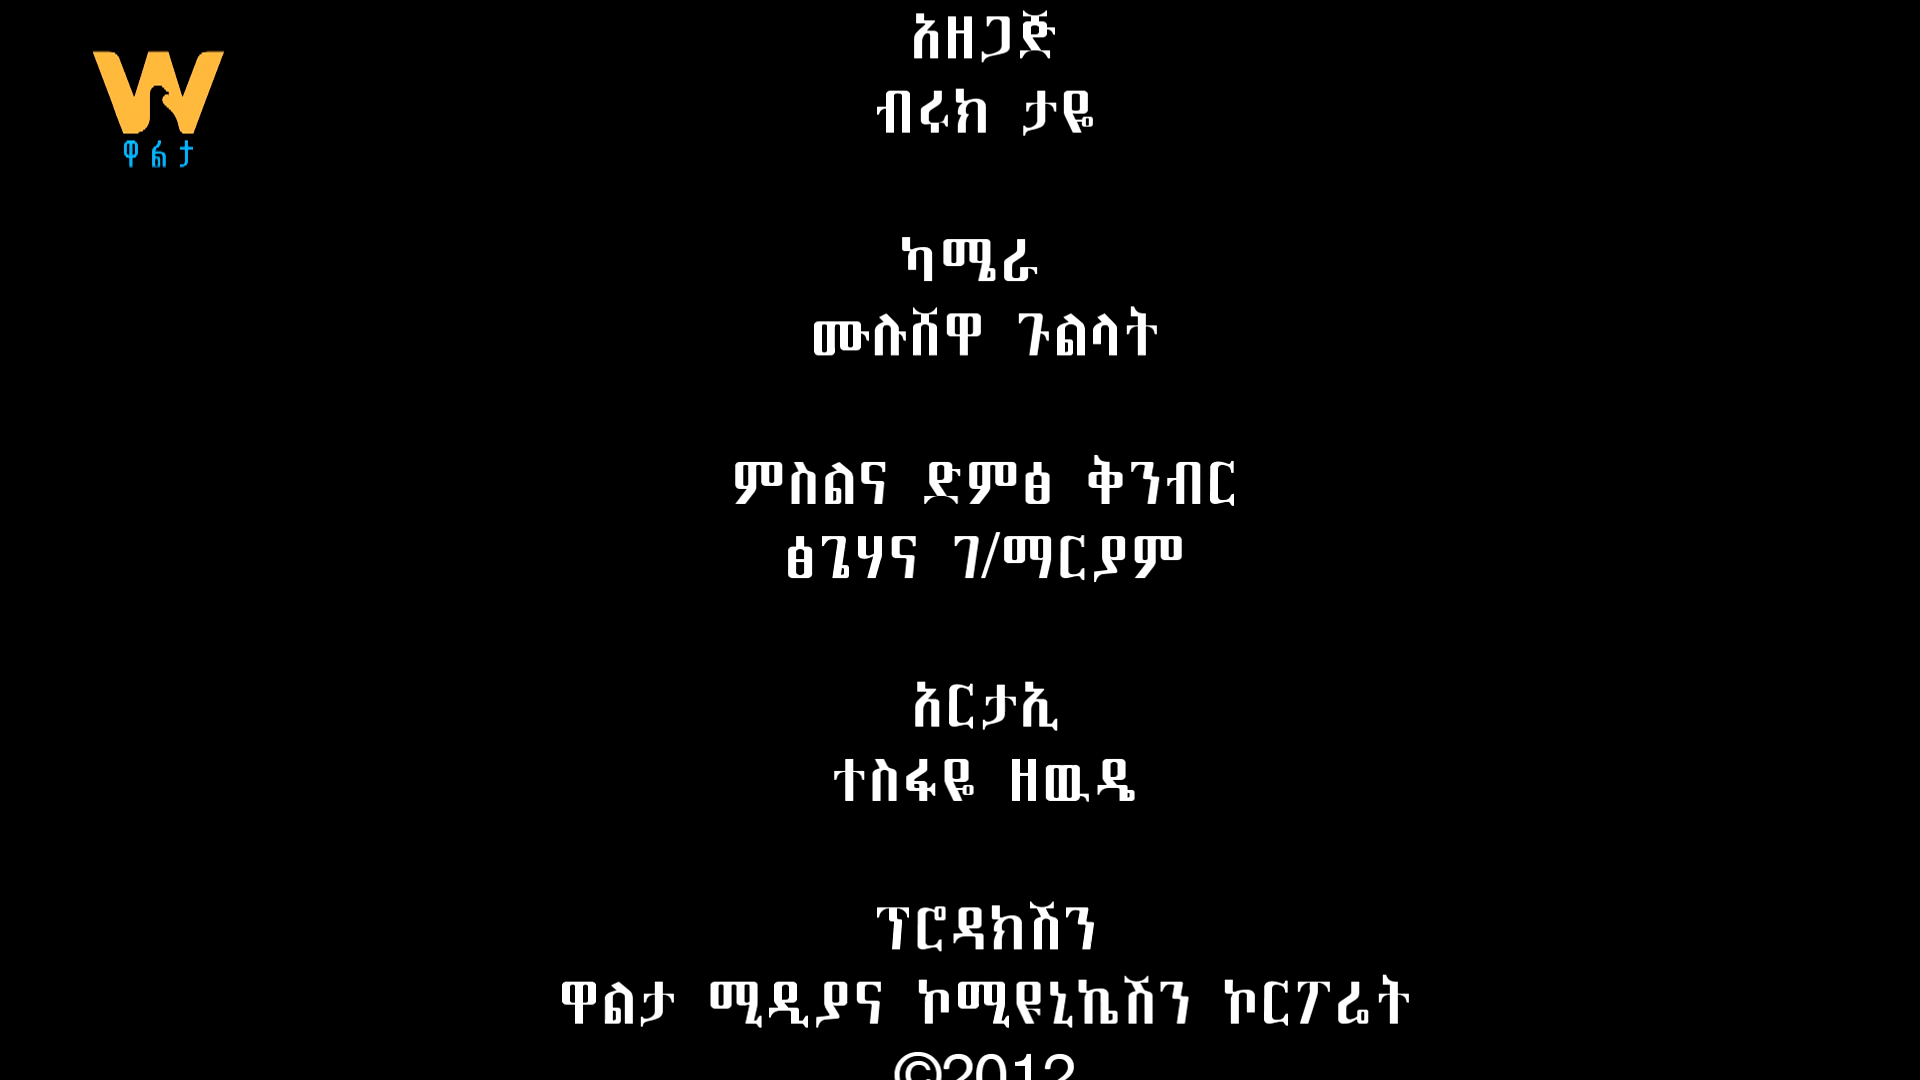 ዋልታ
አዘጋጅ
ብሩክ ታዬ
ካሜራ
ሙሉሸዋ ጉልላት
ምስልና ድምፅ ቅንብር
ፅጌሃና ገ/ማርያም
አርታኢ
ተስፋዬ ዘዉዴ
ፕሮዳክሽን
ዋልታ ሚዲያና ኮሚዩኒኬሽን ኮርፖሬት
©2012